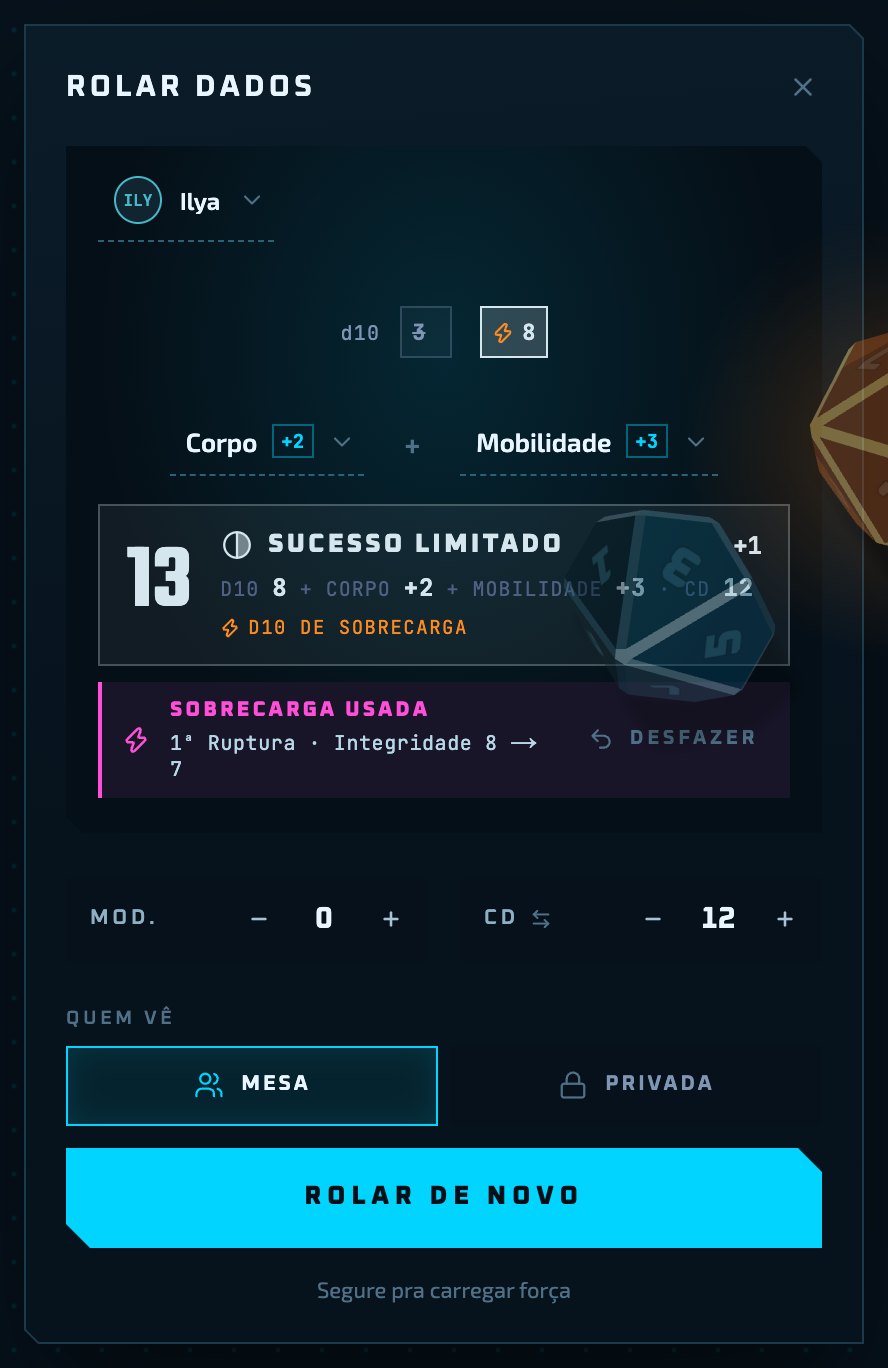 ROLAR DADOS
ILY Ilya
d10 3 8
Corpo +2 + Mobilidade +3
13 SUCESSO LIMITADO +1
D10 8 + CORPO +2 + MOBILIDADE +3 · CD 12
D10 DE SOBRECARGA
SOBRECARGA USADA
1ª Ruptura · Integridade 8 →
7
DESFAZER
MOD. − 0 + CD − 12 +
QUEM VÊ
MESA PRIVADA
ROLAR DE NOVO
Segure pra carregar força